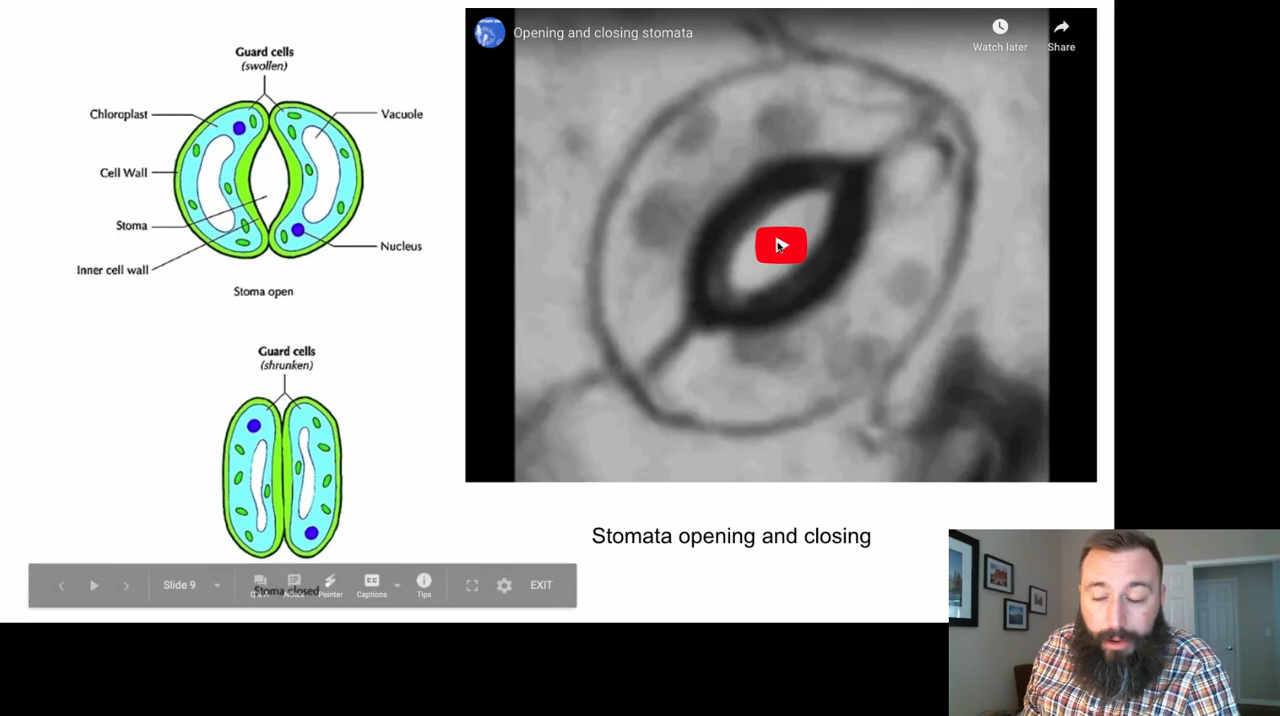 Guard cells
(swollen)
Chloroplast
Vacuole
Cell Wall
Stoma
Nucleus
Inner cell wall
Stoma open
Guard cells
(shrunken)
Stoma closed
Opening and closing stomata
Watch later
Share
Stomata opening and closing
Slide 9
Pointer
Captions
CC
Tips
EXIT